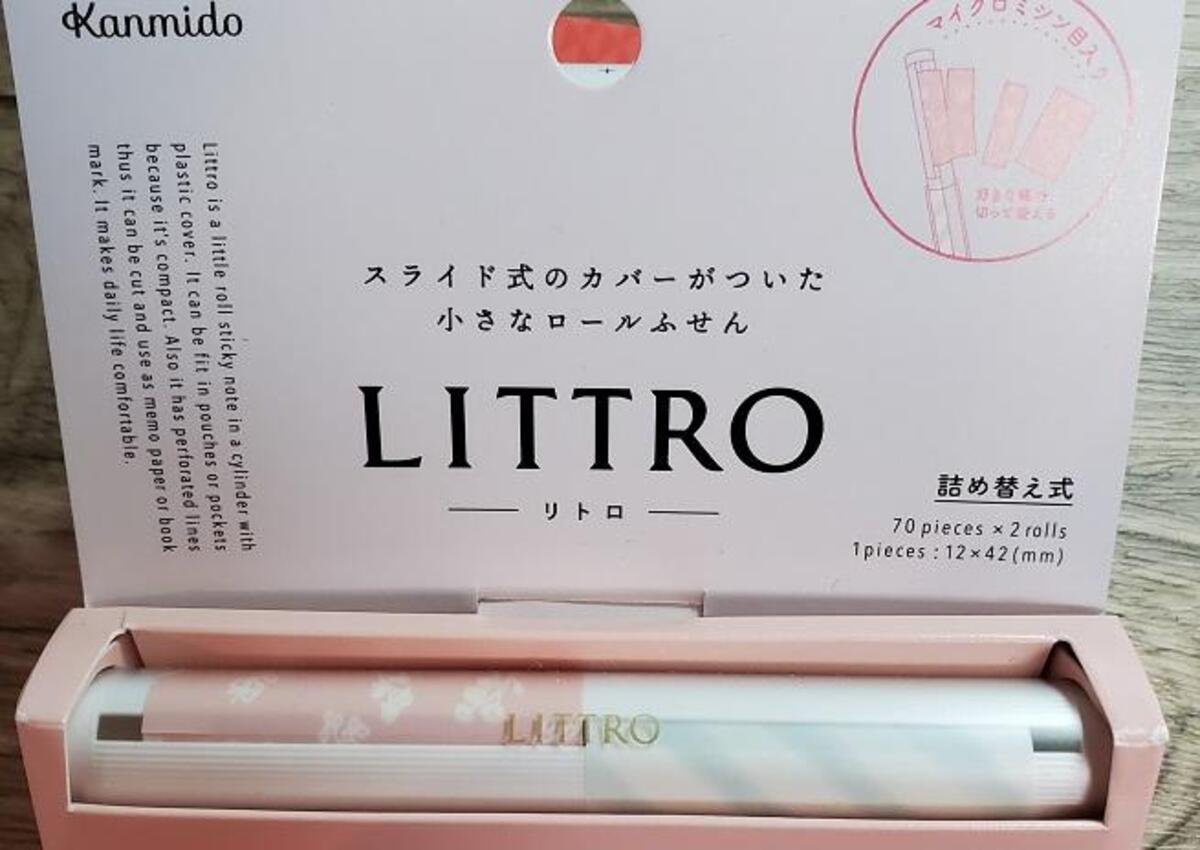 Kanmido
マイクロミシン目入り
好きな幅で
切って使える
Littro is a little roll sticky note in a cylinder with
plastic cover. It can be fit in pouches or pockets
because it's compact. Also it has perforated lines
thus it can be cut and use as memo paper or book
mark. It makes daily life comfortable.
スライド式のカバーがついた
小さなロールふせん
LITTRO
リトロ
詰め替え式
70 pieces × 2 rolls
1pieces : 12×42(mm)
LITTRO